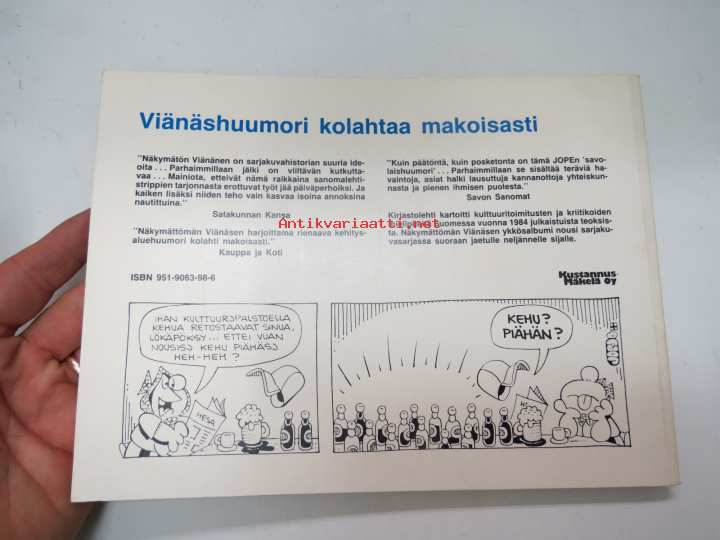 Viänäshuumori kolahtaa makoisasti
"Näkymätön Viänänen on sarjakuvahistorian suuria ide-
oita . . . Parhaimmillaan jälki on viiltävän kutkutta-
vaa . . . Mainiota, etteivät nämä raikkaina sanomalehti-
strippien tarjonnasta erottuvat työt jää päiväperhoiksi. Ja
kaiken lisäksi niiden teho vain kasvaa isoina annoksina
nautittuina."
Satakunnan Kansa
"Näkymättömän Viänäsen harjoittama rienaava kehitys-
aluehuumori kolahti makoisasti."
Kauppa ja Koti
ISBN 951-9063-98-6
"Kuin päätöntä, kuin posketonta on tämä JOPEn 'savo-
laishuumori' . . . Parhaimmillaan se sisältää teräviä ha-
vaintoja, asiat halki lausuttuja kannanottoja yhteiskun-
nasta ja pienen ihmisen puolesta."
Savon Sanomat
Antikvariaatti.net
Kirjastolehti kartoitti kulttuuritoimitusten ja kriitikoiden
mielipiteitä Suomessa vuonna 1984 julkaistuista teoksis-
ta. Näkymättömän Viänäsen ykkösalbumi nousi sarjaku-
vasarjassa suoraan jaetulle neljännelle sijalle.
Kustannus
Mäkelä Oy
IHAN KULTTUURIPALSTOELLA
KEHUA RETOSTAAVAT SINUA,
LÖKÄPÖKSY... ETTEI VUAN
NOUSISJ KEHU PIÄHÄSJ
HEH-HEH ?
HESA
KEHU?
PIÄHÄN?